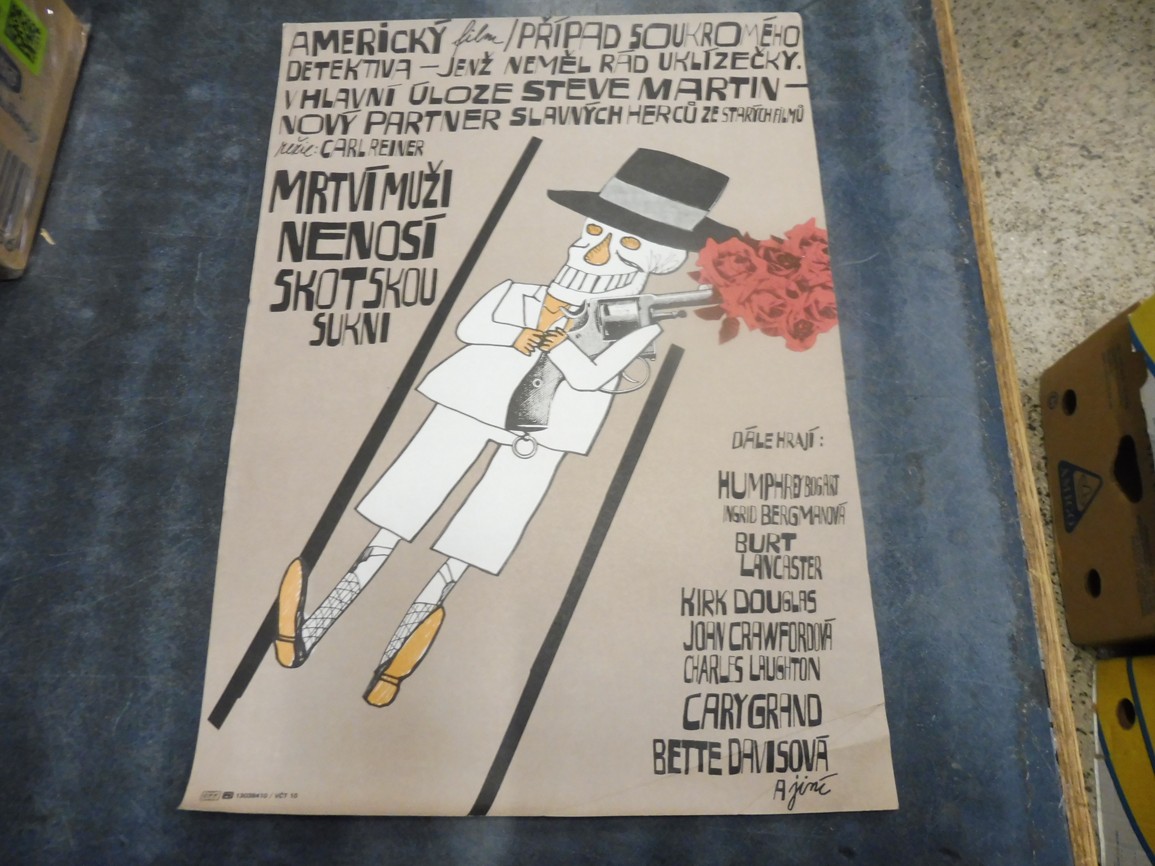 AMERICKÝ film / PŘÍPAD SOUKROMÉHO
DETEKTIVA – JENŽ NEMĚL RÁD UKLÍZEČKY.
V HLAVNÍ ÚLOZE STEVE MARTIN –
NOVÝ PARTNER SLAVNÝCH HERCŮ ZE STARÝCH FILMŮ
režie: CARL REINER
MRTVÍ MUŽI
NENOSÍ
SKOTSKOU
SUKNI
DÁLE HRAJÍ:
HUMPHREY BOGART
INGRID BERGMANOVÁ
BURT
LANCASTER
KIRK DOUGLAS
JOAN CRAWFORDOVÁ
CHARLES LAUGHTON
CARY GRAND
BETTE DAVISOVÁ
A jiní